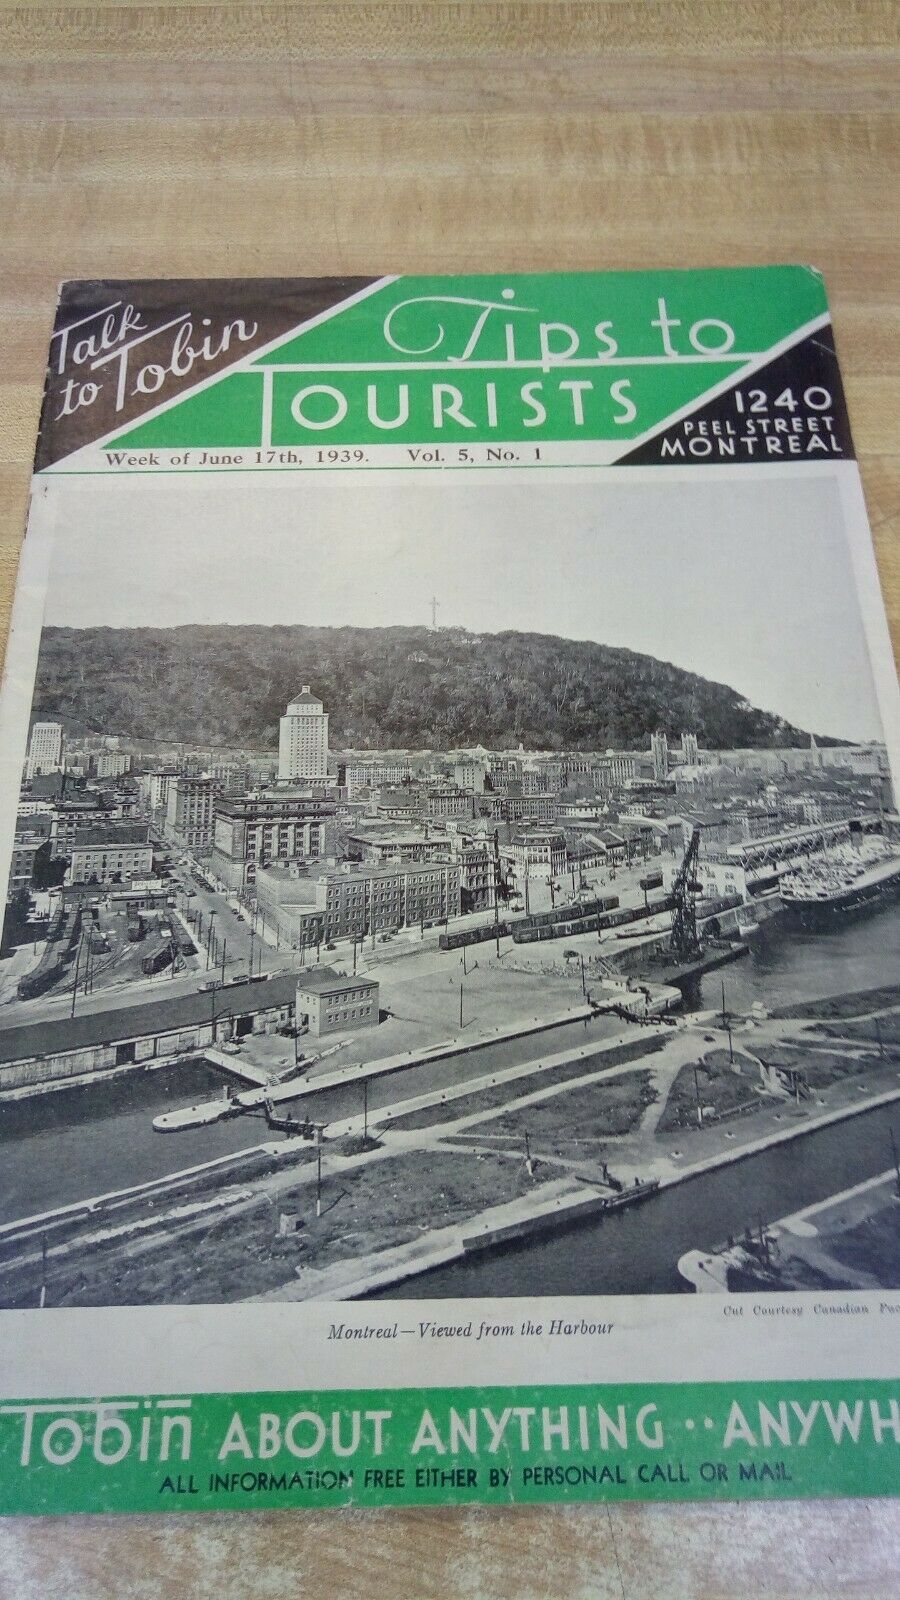 Talk
to Tobin
Tips to
TOURISTS
1240
PEEL STREET
MONTREAL
Week of June 17th, 1939. Vol. 5, No. 1
Cut Courtesy Canadian Pac
Montreal—Viewed from the Harbour
Tobin ABOUT ANYTHING ·· ANYWH
ALL INFORMATION FREE EITHER BY PERSONAL CALL OR MAIL